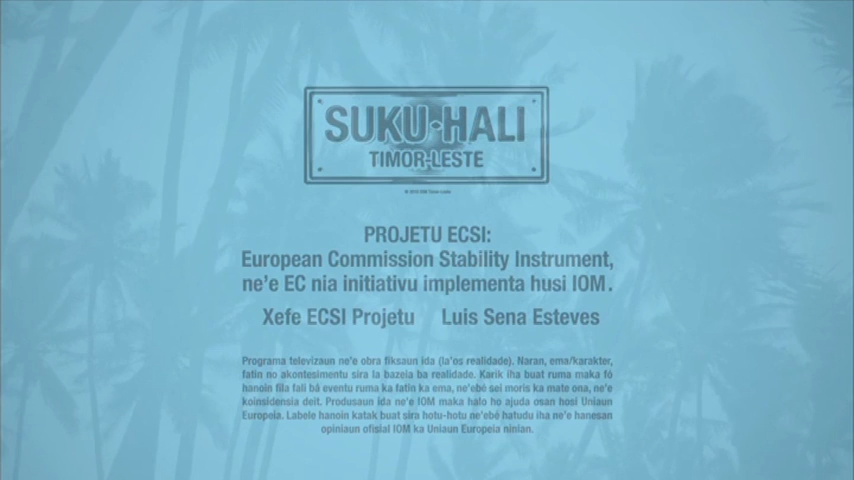 SUKU·HALI
TIMOR-LESTE
PROJETU ECSI:
European Commission Stability Instrument,
ne'e EC nia initiativu implementa husi IOM.
Xefe ECSI Projetu Luis Sena Esteves
Programa televizaun ne'e obra fiksaun ida (la'os realidade). Naran, ema/karakter,
fatin no akontesimentu sira la bazeia ba realidade. Karik iha buat ruma maka fó
hanoin fila fali bá eventu ruma ka fatin ka ema, ne'ebé sei moris ka mate ona, ne'e
koinsidensia deit. Produsaun ida ne'e IOM maka halo ho ajuda osan hosi Uniaun
Europeia. Labele hanoin katak buat sira hotu-hotu ne'ebé hatudu iha ne'e hanesan
opiniaun ofisial IOM ka Uniaun Europeia ninian.